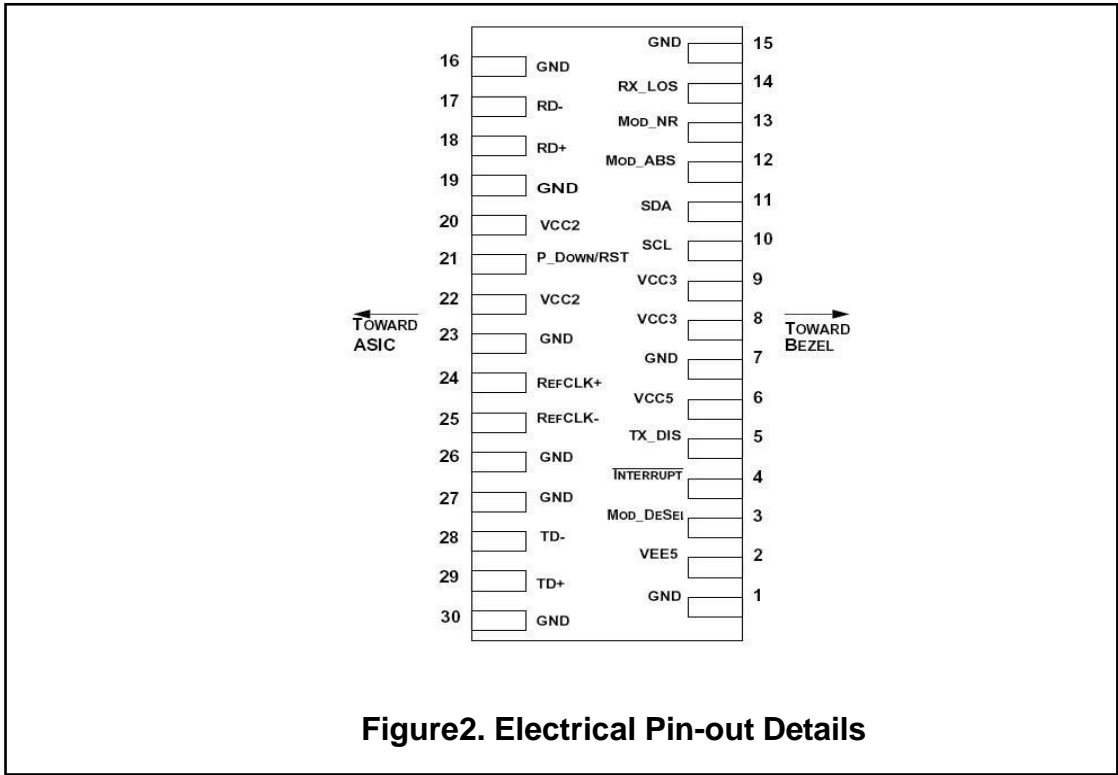 GND 15
16 GND
RX_LOS 14
17 RD-
MOD_NR 13
18 RD+
MOD_ABS 12
19 GND
SDA 11
20 VCC2
SCL 10
21 P_DOWN/RST
VCC3 9
22 VCC2
VCC3 8
TOWARD
ASIC
TOWARD
BEZEL
23 GND
GND 7
24 REFCLK+
VCC5 6
25 REFCLK-
TX_DIS 5
26 GND
INTERRUPT 4
27 GND
MOD_DESEl 3
28 TD-
VEE5 2
29 TD+
GND 1
30 GND
Figure2. Electrical Pin-out Details